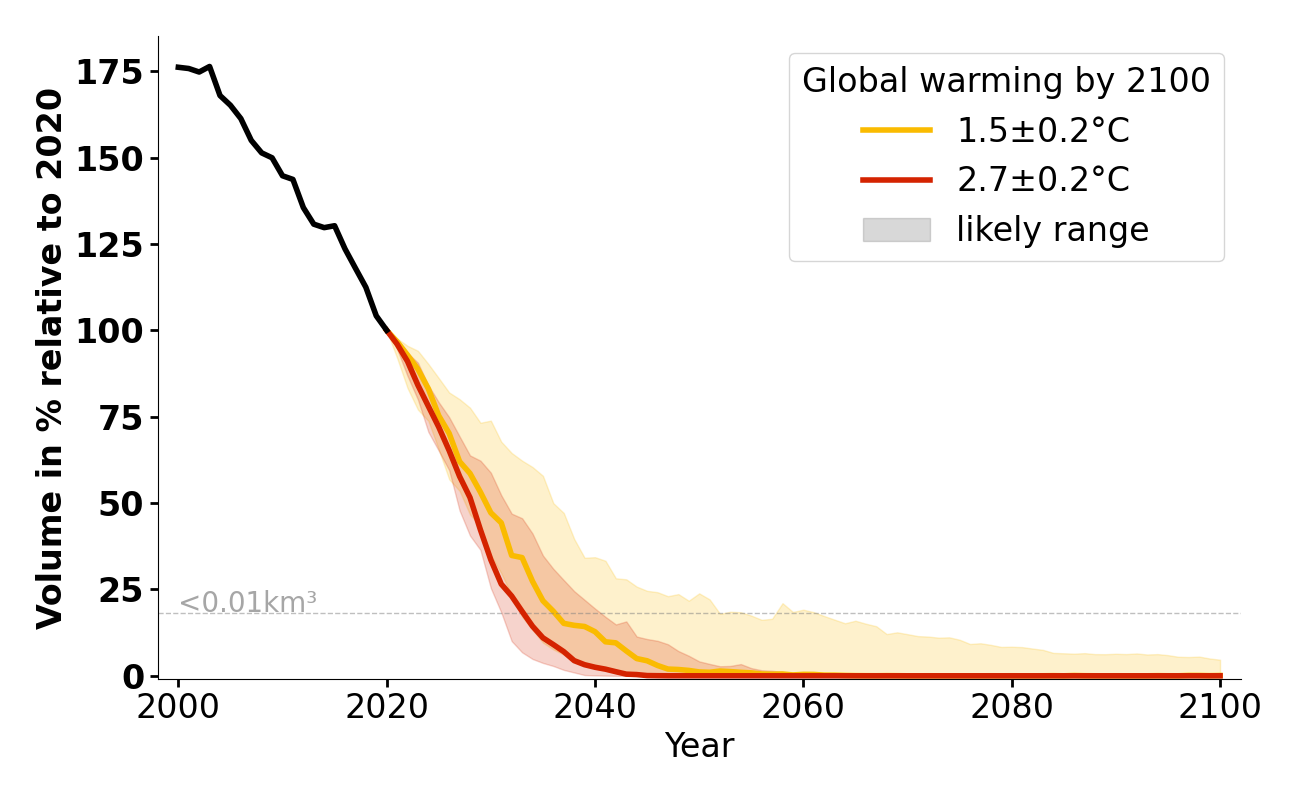 Volume in % relative to 2020
175
150
125
100
75
50
25
0
<0.01km³
Global warming by 2100
1.5±0.2°C
2.7±0.2°C
likely range
2000
2020
2040
2060
2080
2100
Year